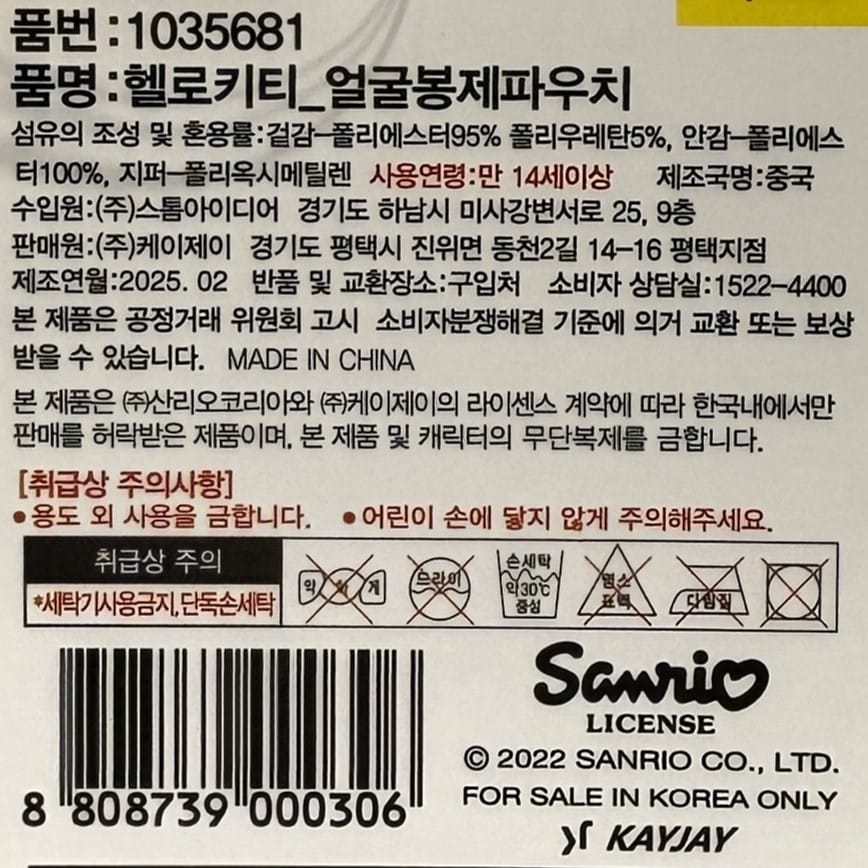 품번:1035681
품명:헬로키티_얼굴봉제파우치
섬유의 조성 및 혼용률:겉감-폴리에스터95% 폴리우레탄5%, 안감-폴리에스
터100%, 지퍼-폴리옥시메틸렌 사용연령:만 14세이상 제조국명:중국
수입원:(주)스톰아이디어 경기도 하남시 미사강변서로 25, 9층
판매원:(주)케이제이 경기도 평택시 진위면 동천2길 14-16 평택지점
제조연월:2025. 02 반품 및 교환장소:구입처 소비자 상담실:1522-4400
본 제품은 공정거래 위원회 고시 소비자분쟁해결 기준에 의거 교환 또는 보상
받을 수 있습니다. MADE IN CHINA
본 제품은 ㈜산리오코리아와 ㈜케이제이의 라이센스 계약에 따라 한국내에서만
판매를 허락받은 제품이며, 본 제품 및 캐릭터의 무단복제를 금합니다.
[취급상 주의사항]
●용도 외 사용을 금합니다. ●어린이 손에 닿지 않게 주의해주세요.
취급상 주의
*세탁기사용금지,단독손세탁
약 하 게
드라이
손세탁
약30℃
중성
염소
표백
다림질
8 808739 000306
Sanrio
LICENSE
© 2022 SANRIO CO., LTD.
FOR SALE IN KOREA ONLY
KAYJAY